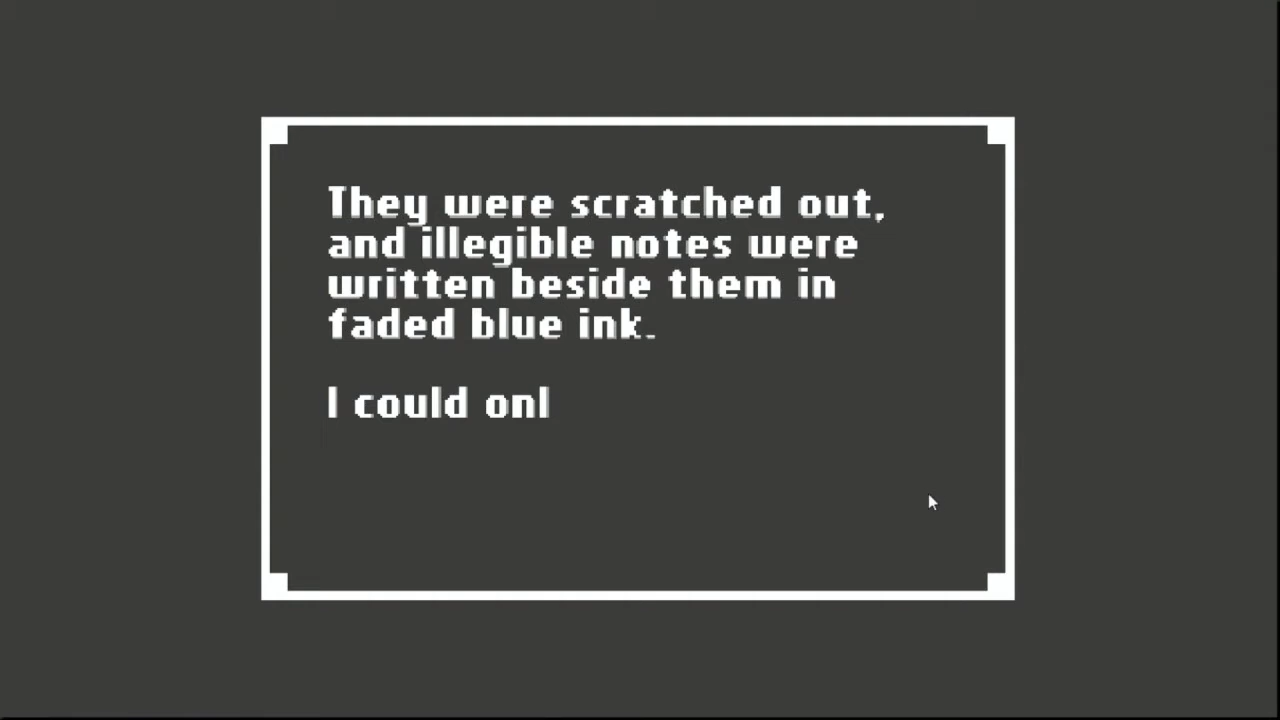 They were scratched out,
and illegible notes were
written beside them in
faded blue ink.
I could onl